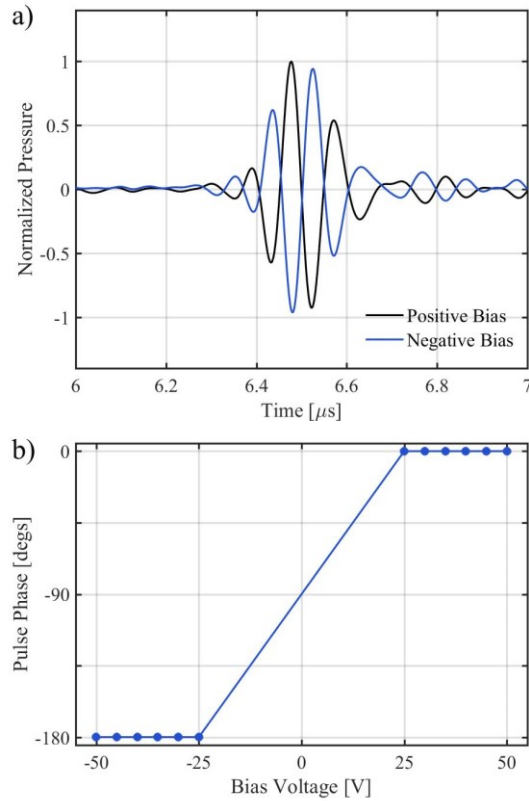 a)
1
0.5
0
-0.5
-1
Normalized Pressure
Positive Bias
Negative Bias
6 6.2 6.4 6.6 6.8 7
Time [μs]
b)
0
-90
-180
Pulse Phase [degs]
-50 -25 0 25 50
Bias Voltage [V]